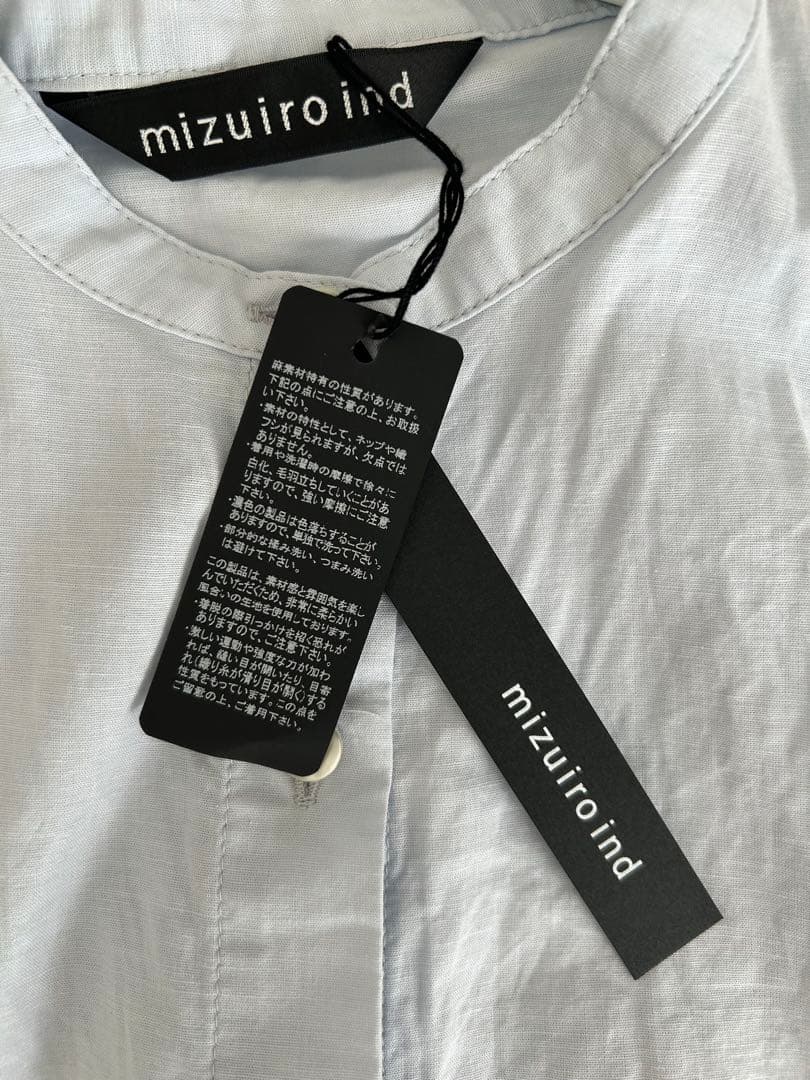 mizuiro ind
麻素材特有の性質があります。
下記の点にご注意の上、お取扱
い下さい。
・素材の特性として、ネップや繊
フシが見られますが、欠点では
ありません。
・着用や洗濯時の摩擦で徐々に
白化、毛羽立ちしていくことがあ
りますので、強い摩擦にご注意
下さい。
・濃色の製品は色落ちすることが
ありますので、単独で洗って下さい。
・部分的な揉み洗い、つまみ洗い
は避けて下さい。
この製品は、素材感と雰囲気を楽し
んでいただくため、非常に柔らかい
風合いの生地を使用しております。
・着脱の際引っかけを招く恐れが
ありますので、ご注意下さい。
・激しい運動や強度な力が加わ
れば、縫い目が開いたり、目寄
れ(織り糸が滑り目が開く)する
性質をもっています。この点を
ご留意の上、ご着用下さい。
mizuiro ind